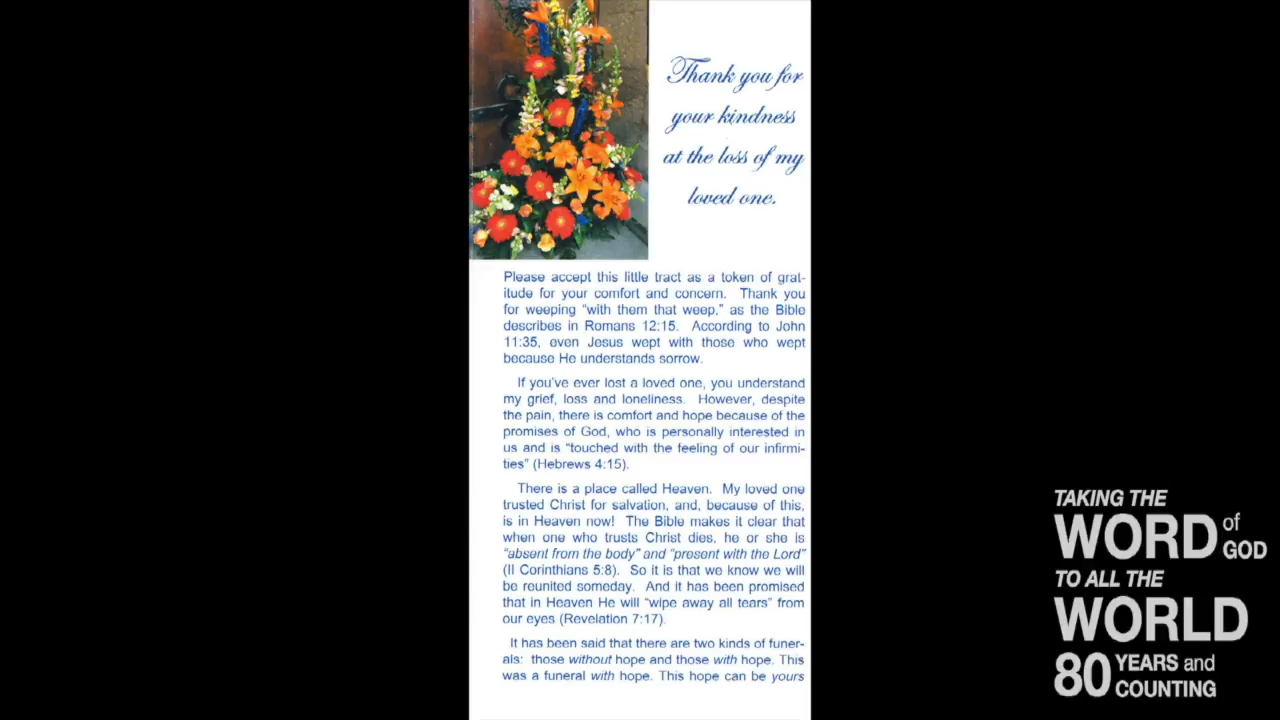 Thank you for
your kindness
at the loss of my
loved one.
Please accept this little tract as a token of grat-
itude for your comfort and concern. Thank you
for weeping “with them that weep,” as the Bible
describes in Romans 12:15. According to John
11:35, even Jesus wept with those who wept
because He understands sorrow.
If you’ve ever lost a loved one, you understand
my grief, loss and loneliness. However, despite
the pain, there is comfort and hope because of the
promises of God, who is personally interested in
us and is “touched with the feeling of our infirmi-
ties” (Hebrews 4:15).
There is a place called Heaven. My loved one
trusted Christ for salvation, and, because of this,
is in Heaven now! The Bible makes it clear that
when one who trusts Christ dies, he or she is
“absent from the body” and “present with the Lord”
(II Corinthians 5:8). So it is that we know we will
be reunited someday. And it has been promised
that in Heaven He will “wipe away all tears” from
our eyes (Revelation 7:17).
It has been said that there are two kinds of funer-
als: those without hope and those with hope. This
was a funeral with hope. This hope can be yours
TAKING THE
WORD of GOD
TO ALL THE
WORLD
80 YEARS and
COUNTING